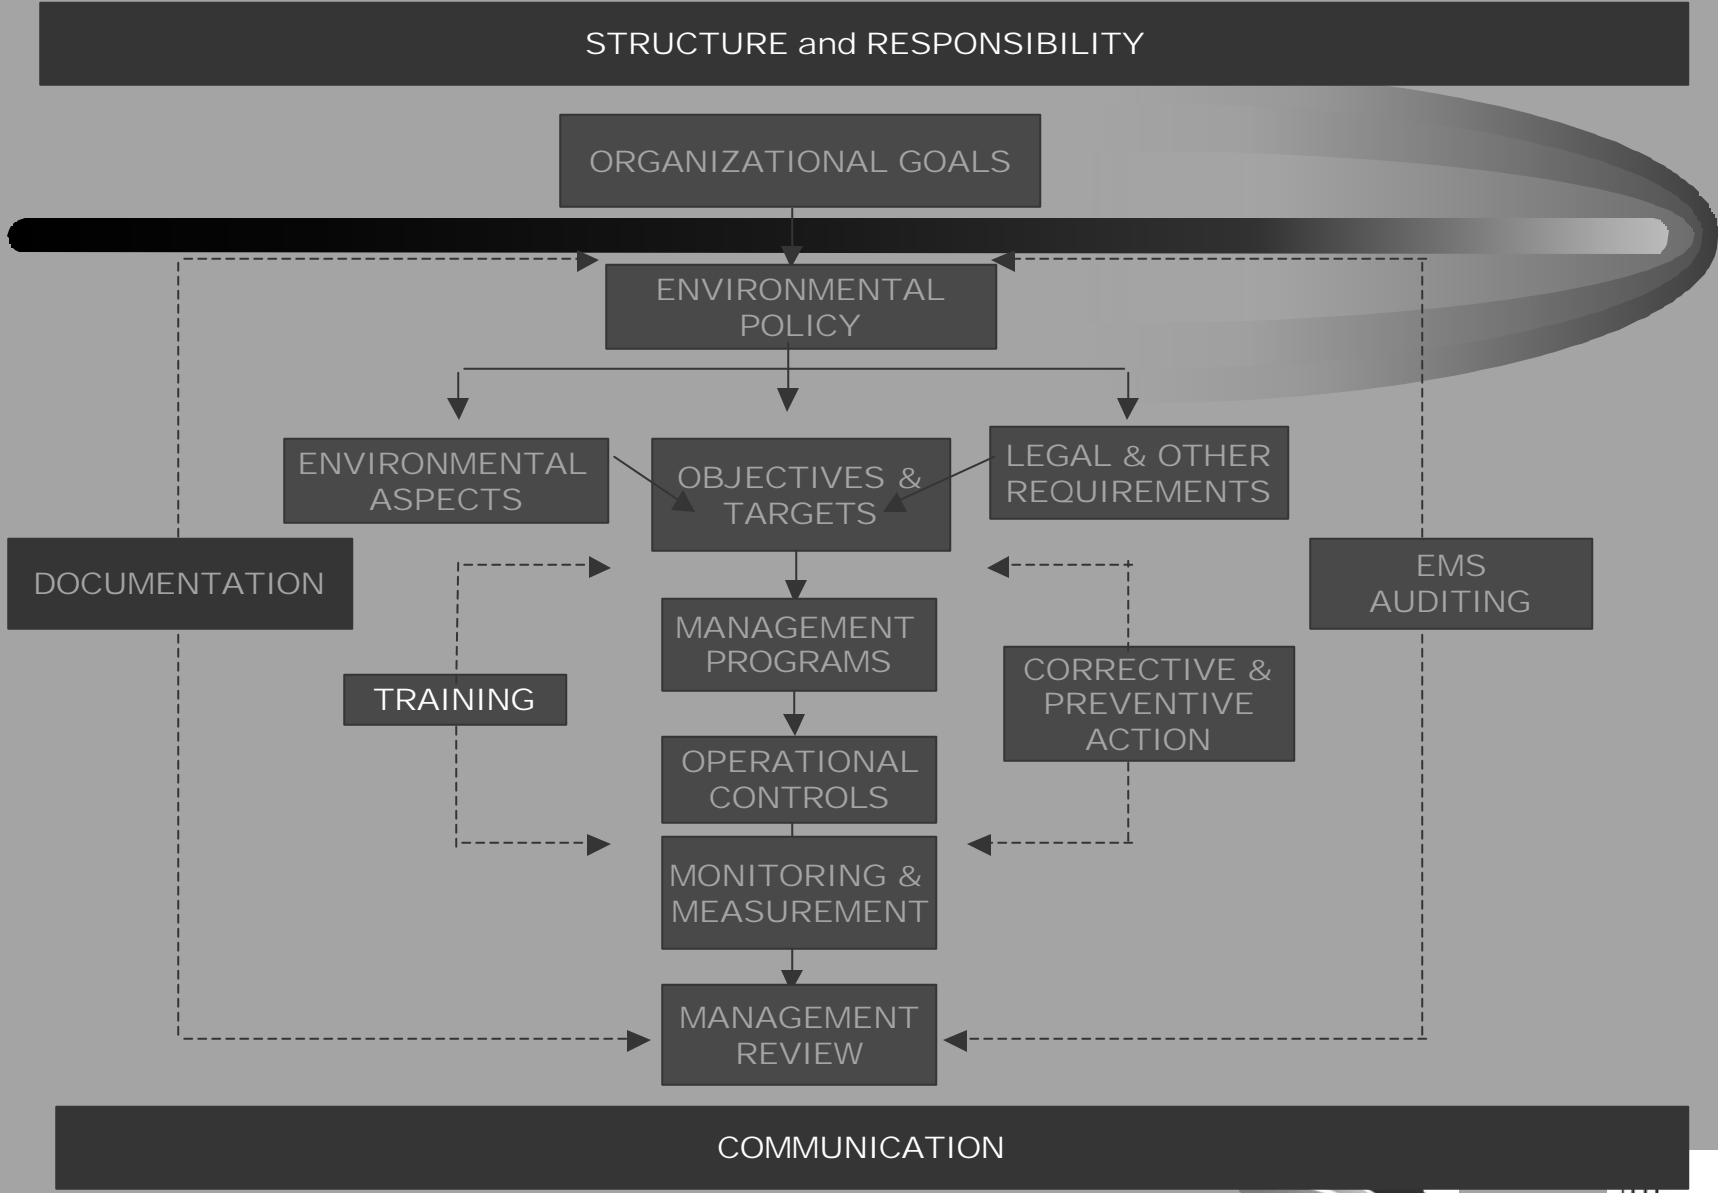 STRUCTURE and RESPONSIBILITY
ORGANIZATIONAL GOALS
ENVIRONMENTAL
POLICY
ENVIRONMENTAL
ASPECTS
OBJECTIVES &
TARGETS
LEGAL & OTHER
REQUIREMENTS
DOCUMENTATION
EMS
AUDITING
MANAGEMENT
PROGRAMS
TRAINING
CORRECTIVE &
PREVENTIVE
ACTION
OPERATIONAL
CONTROLS
MONITORING &
MEASUREMENT
MANAGEMENT
REVIEW
COMMUNICATION